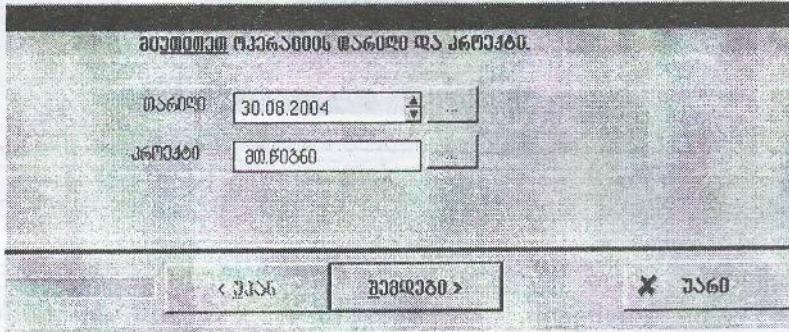 მიუთითეთ ოპერაციის თარიღი და პროექტი.
თარიღი 30.08.2004 ...
პროექტი მთ.წიგნი ...
< უკან შემდეგი > უარი